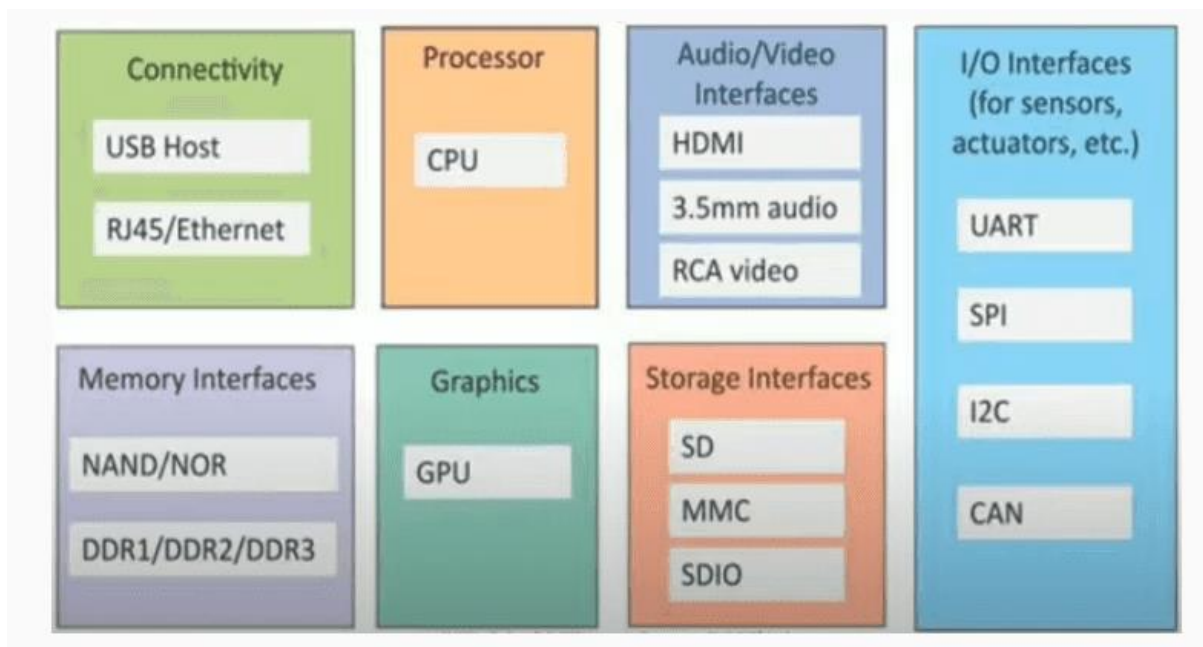 Connectivity
USB Host
RJ45/Ethernet
Processor
CPU
Audio/Video
Interfaces
HDMI
3.5mm audio
RCA video
I/O Interfaces
(for sensors,
actuators, etc.)
UART
SPI
I2C
CAN
Memory Interfaces
NAND/NOR
DDR1/DDR2/DDR3
Graphics
GPU
Storage Interfaces
SD
MMC
SDIO